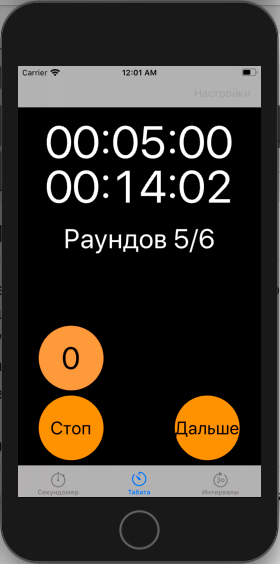 Carrier 12:01 AM
Настройки
00:05:00
00:14:02
Раундов 5/6
0
Стоп Дальше
Секундомер Табата Интервалы